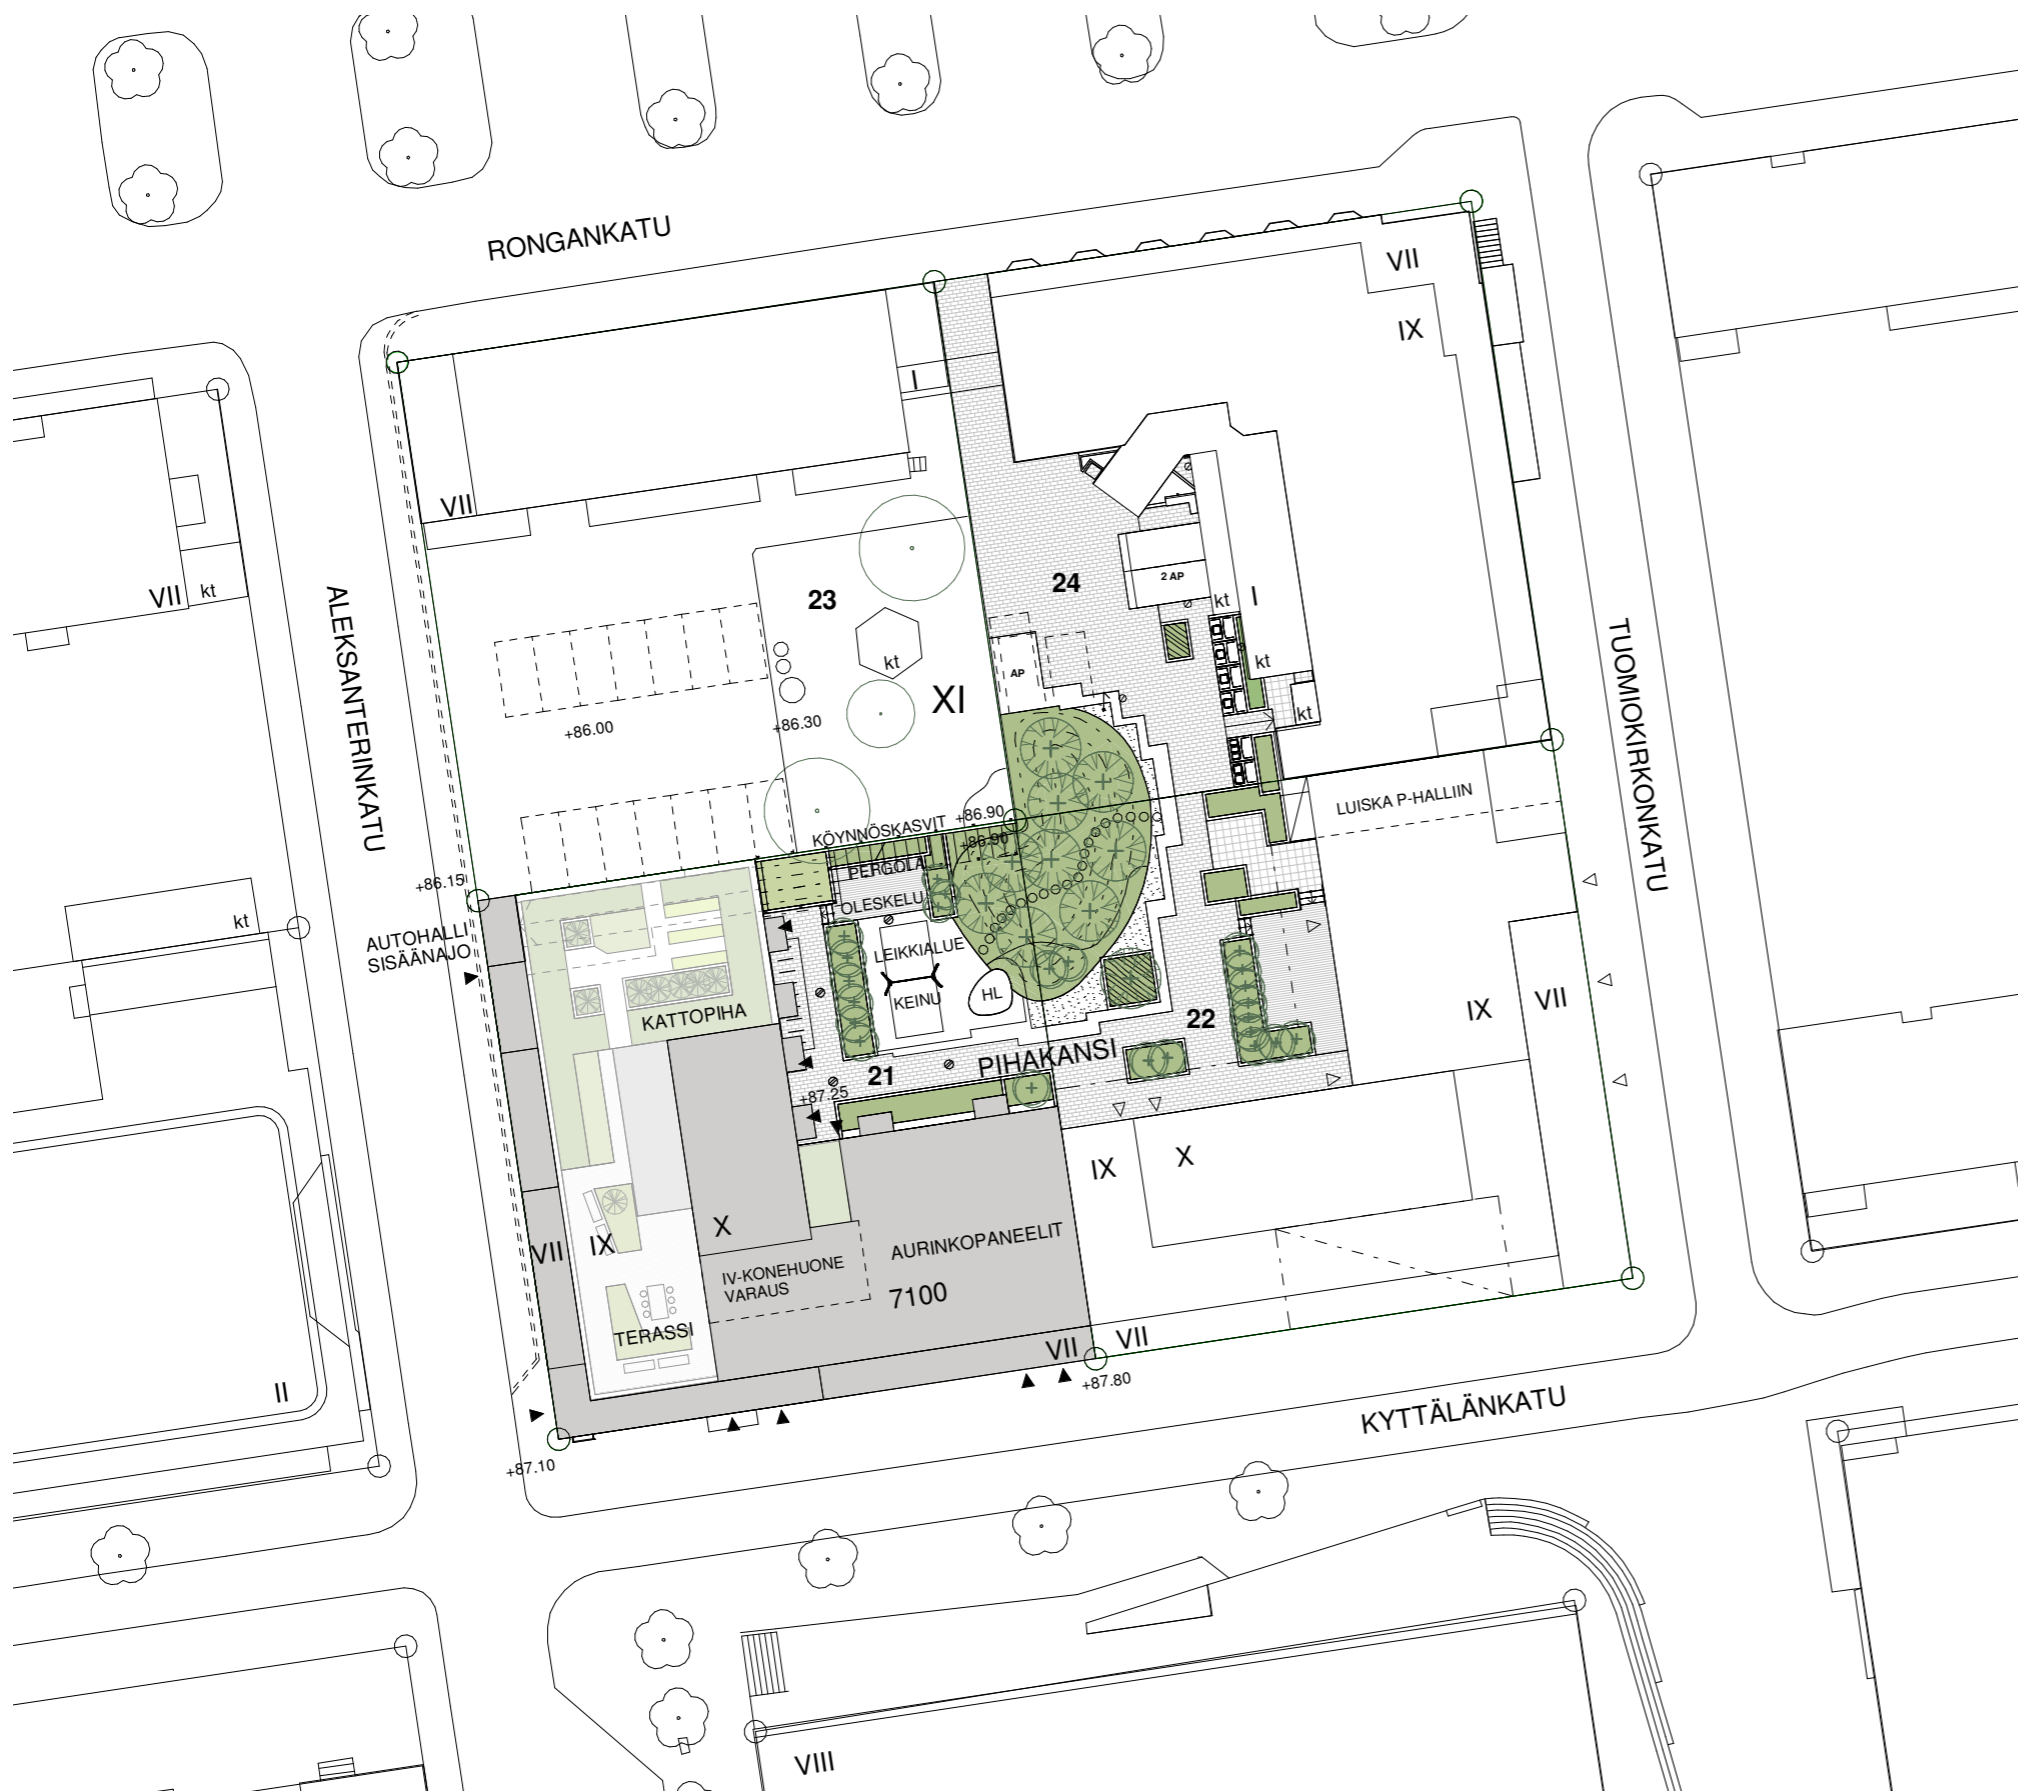 RONGANKATU
VII
IX
I
VII
VII
kt
ALEKSANTERINKATU
23
24
2 AP
kt
I
kt
kt
AP
kt
XI
+86.00
+86.30
TUOMIOKIRKONKATU
LUISKA P-HALLIIN
KÖYNNÖSKASVIT
+86.90
+86.90
PERGOLA
OLESKELU
+86.15
kt
AUTOHALLI
SISÄÄNAJO
LEIKKIALUE
KEINU
HL
KATTOPIHA
22
IX
VII
PIHAKANSI
21
+87.25
IX
X
VII
IX
X
AURINKOPANEELIT
IV-KONEHUONE
VARAUS
7100
TERASSI
VII
VII
+87.80
II
KYTTÄLÄNKATU
+87.10
VIII